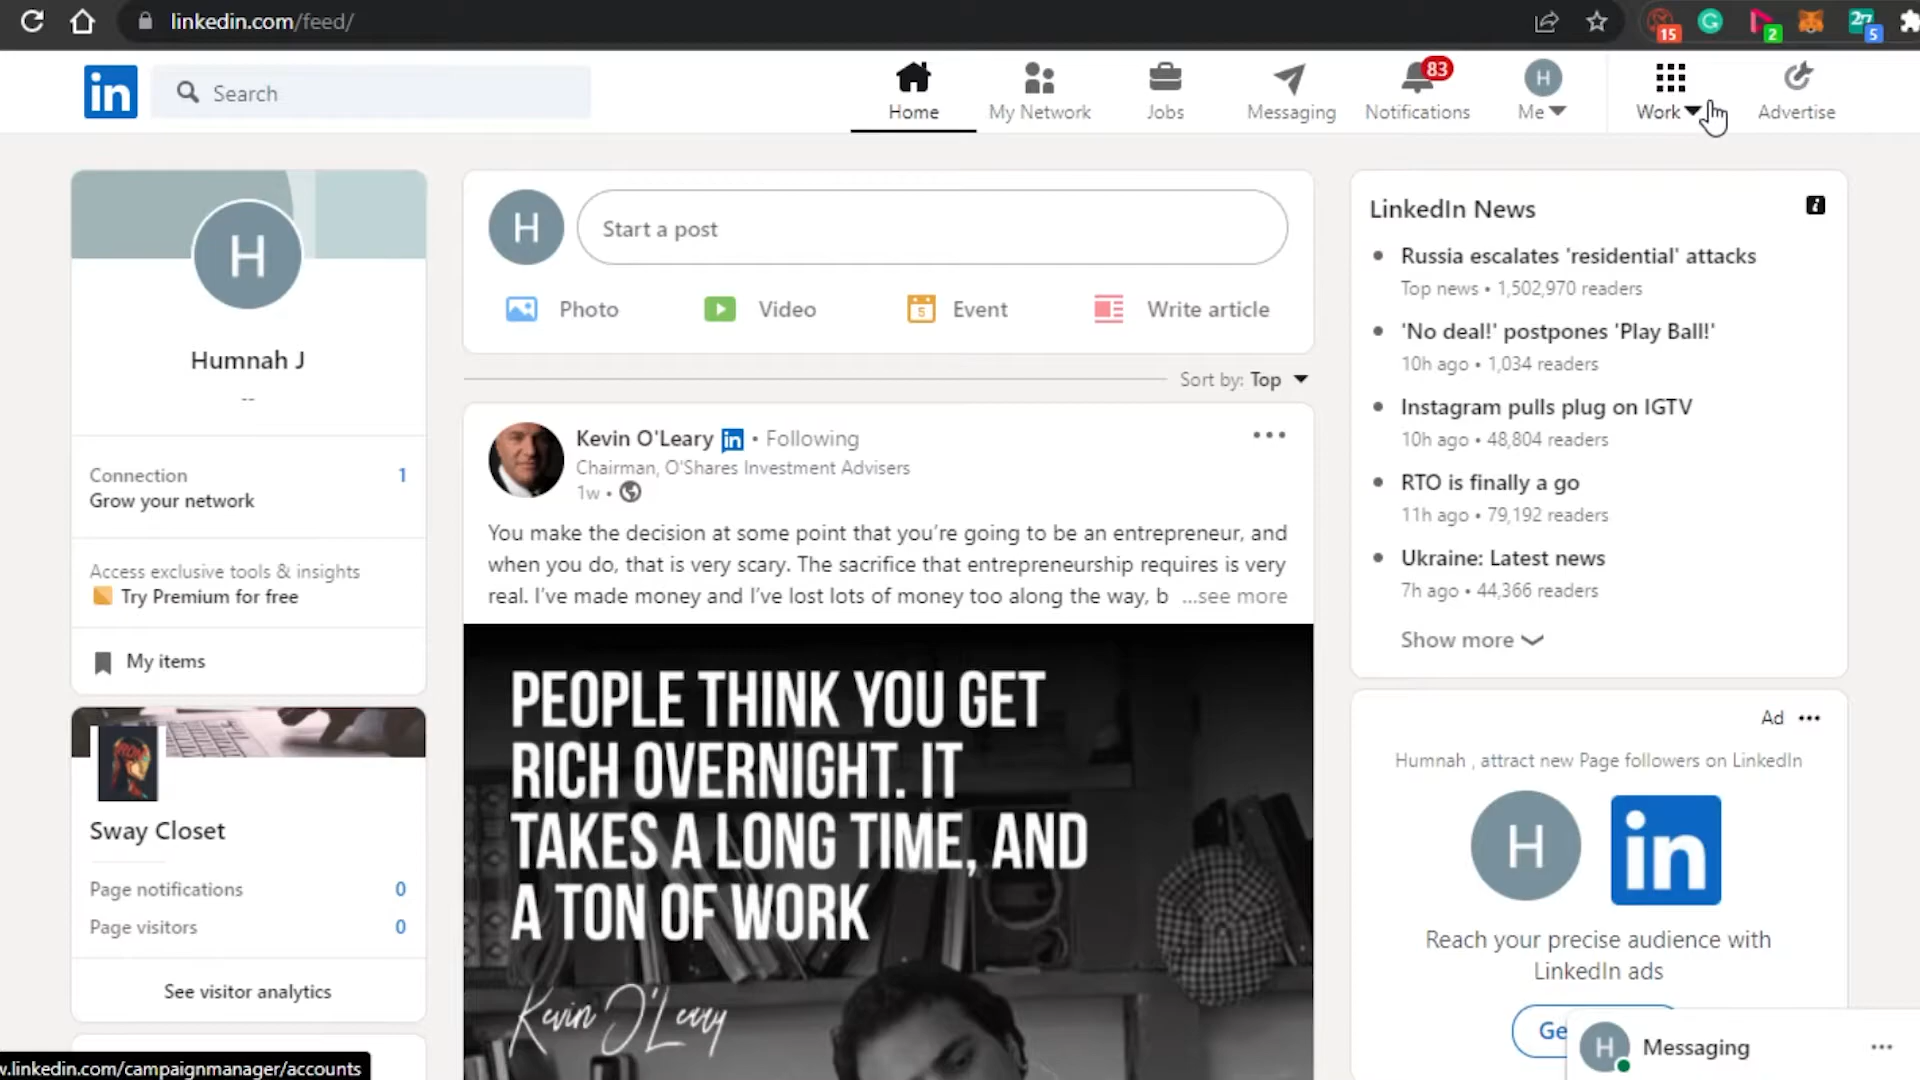 linkedin.com/feed/
15
2
27
5
in
Search
Home
My Network
Jobs
Messaging
83
Notifications
H
Me
Work
Advertise
H
Humnah J
--
Connection 1
Grow your network
Access exclusive tools & insights
Try Premium for free
My items
Sway Closet
Page notifications 0
Page visitors 0
See visitor analytics
H
Start a post
Photo
Video
5
Event
Write article
Sort by: Top
Kevin O'Leary in • Following
Chairman, O'Shares Investment Advisers
1w •
You make the decision at some point that you’re going to be an entrepreneur, and
when you do, that is very scary. The sacrifice that entrepreneurship requires is very
real. I’ve made money and I’ve lost lots of money too along the way, b ...see more
PEOPLE THINK YOU GET
RICH OVERNIGHT. IT
TAKES A LONG TIME, AND
A TON OF WORK
Kevin O'Leary
LinkedIn News
Russia escalates 'residential' attacks
Top news • 1,502,970 readers
'No deal!' postpones 'Play Ball!'
10h ago • 1,034 readers
Instagram pulls plug on IGTV
10h ago • 48,804 readers
RTO is finally a go
11h ago • 79,192 readers
Ukraine: Latest news
7h ago • 44,366 readers
Show more
Ad
Humnah , attract new Page followers on LinkedIn
H
in
Reach your precise audience with
LinkedIn ads
Ge
H
Messaging
w.linkedin.com/campaignmanager/accounts